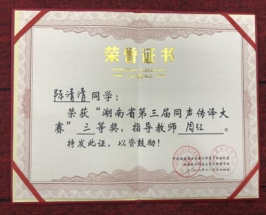 荣誉证书
陈清清同学：
荣获“湖南省第三届同声传译大
赛”三等奖，指导教师 周红 。
特发此证，以资鼓励！